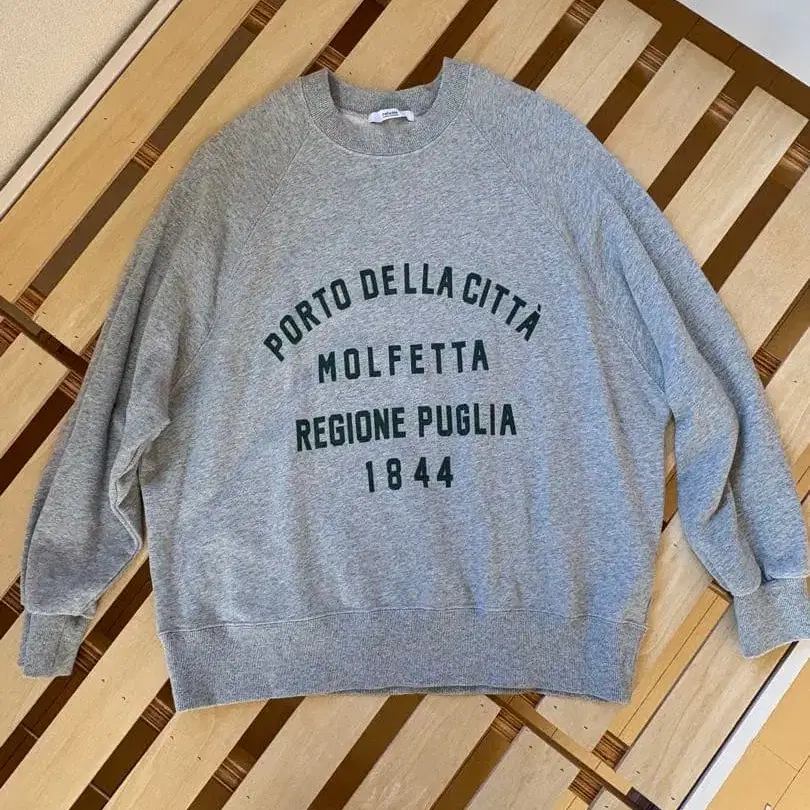 PORTO DELLA CITTÀ
MOLFETTA
REGIONE PUGLIA
1844